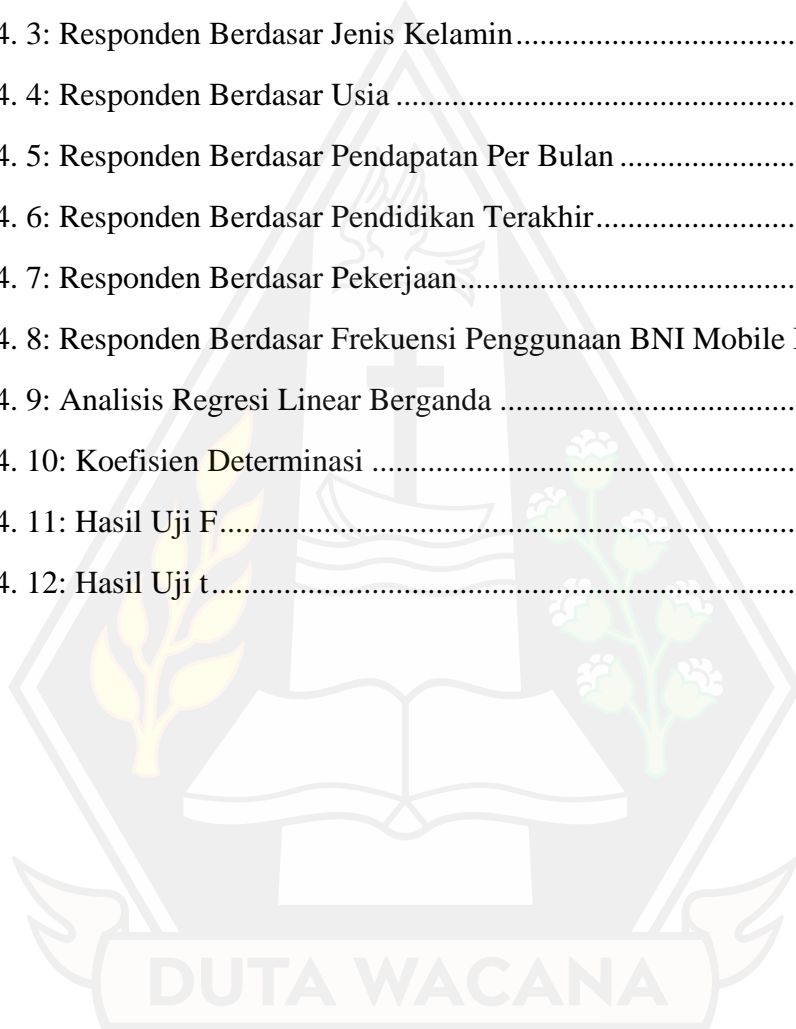 4. 3: Responden Berdasar Jenis Kelamin...................................
4. 4: Responden Berdasar Usia ..................................................
4. 5: Responden Berdasar Pendapatan Per Bulan ......................
4. 6: Responden Berdasar Pendidikan Terakhir.........................
4. 7: Responden Berdasar Pekerjaan..........................................
4. 8: Responden Berdasar Frekuensi Penggunaan BNI Mobile
4. 9: Analisis Regresi Linear Berganda .....................................
4. 10: Koefisien Determinasi .....................................................
4. 11: Hasil Uji F........................................................................
4. 12: Hasil Uji t.........................................................................
DUTA WACANA